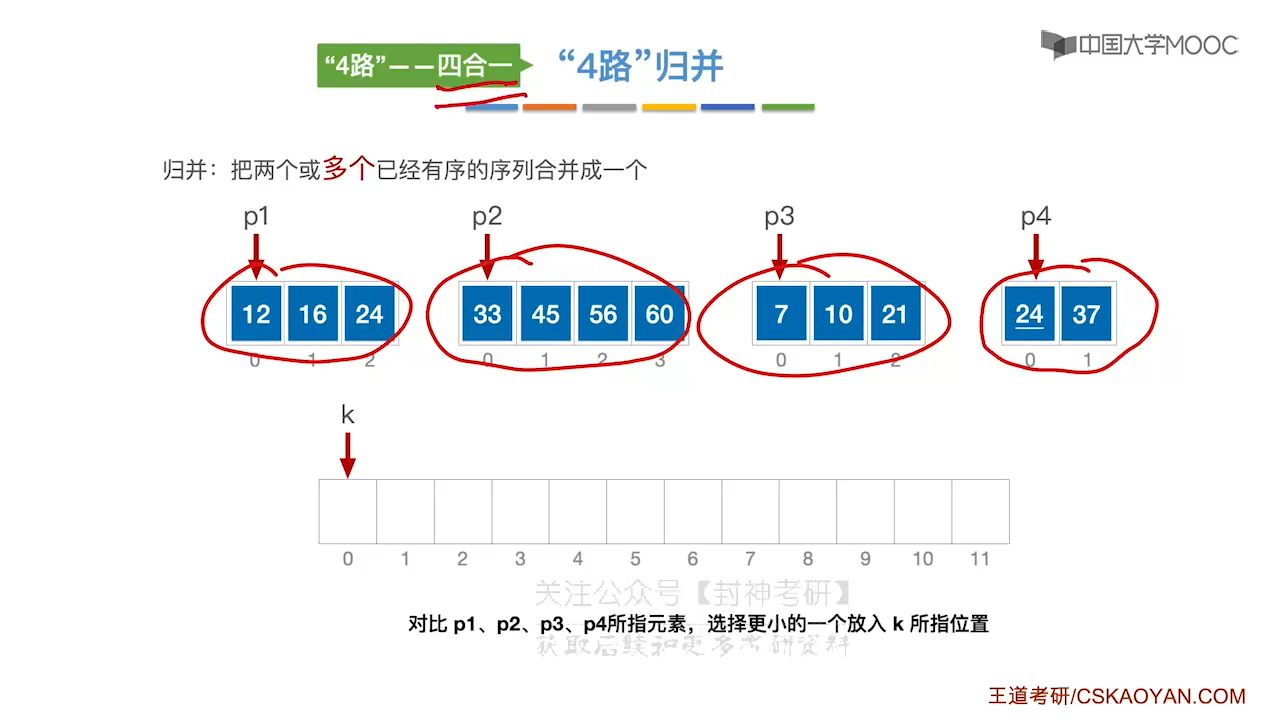 “4路”——四合一
“4路”归并
中国大学MOOC
归并：把两个或多个已经有序的序列合并成一个
p1 p2 p3 p4
12 16 24 33 45 56 60 7 10 21 24 37
0 1 2 0 1 2 3 0 1 2 0 1
k
0 1 2 3 4 5 6 7 8 9 10 11
关注公众号【封神考研】
对比 p1、p2、p3、p4所指元素，选择更小的一个放入 k 所指位置
获取后续和更多考研资料
王道考研/CSKAOYAN.COM